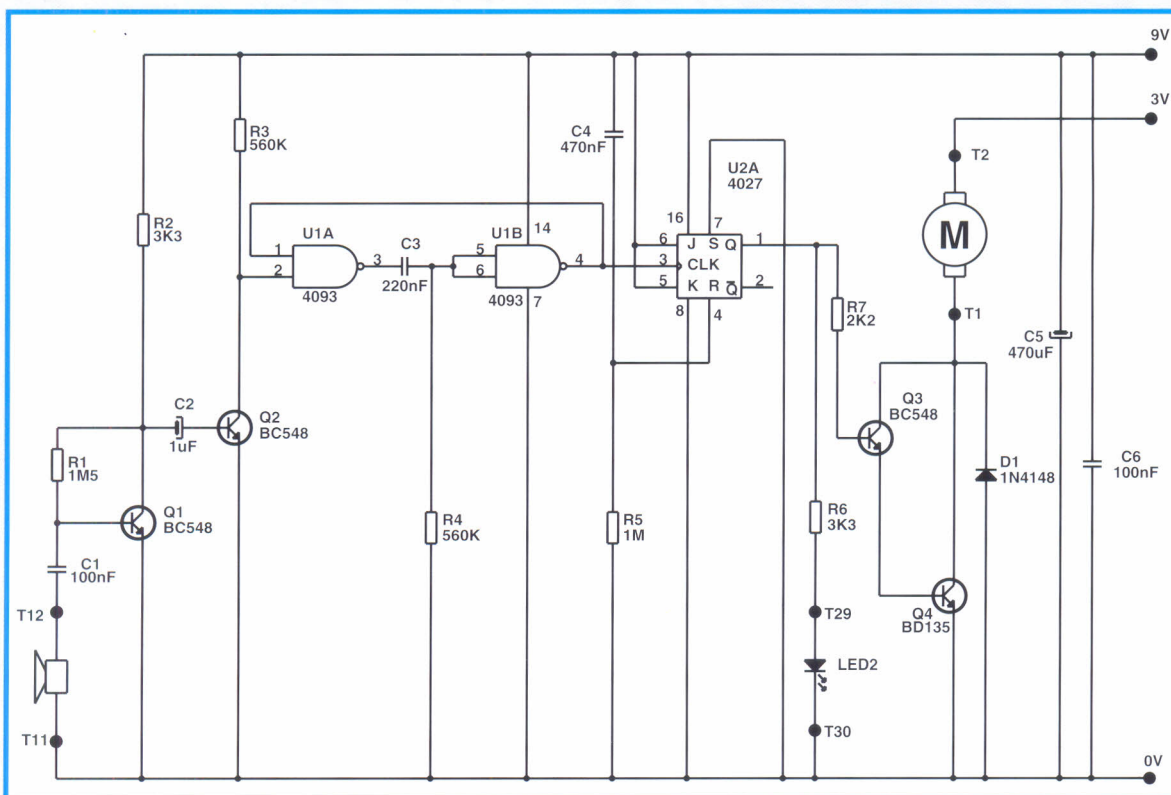 9V
3V
R3
560K
C4
470nF
T2
U2A
4027
R2
3K3
U1A
14
C3
U1B
16
7
M
1
2
3
4093
220nF
5
6
4093
4
7
6
3
5
J S Q
CLK
K R Q̅
1
2
8
4
R7
2K2
T1
C5
470uF
C2
1uF
Q2
BC548
Q3
BC548
R1
1M5
D1
1N4148
C6
100nF
Q1
BC548
R4
560K
R5
1M
R6
3K3
C1
100nF
T12
T29
Q4
BD135
LED2
T11
T30
0V